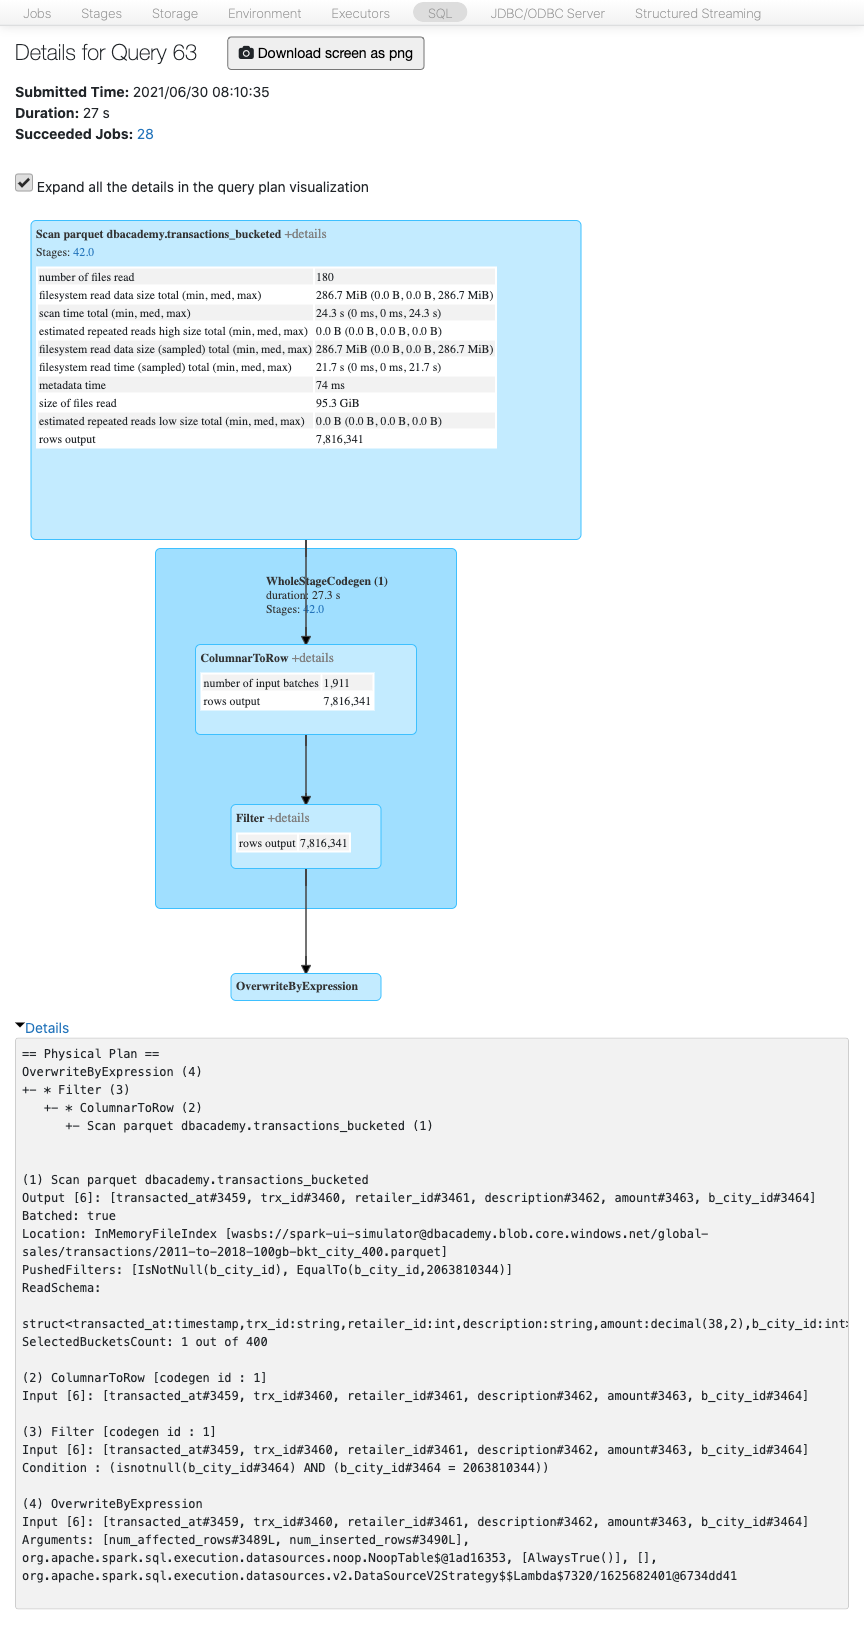 Jobs Stages Storage Environment Executors SQL JDBC/ODBC Server Structured Streaming
Details for Query 63 Download screen as png
Submitted Time: 2021/06/30 08:10:35
Duration: 27 s
Succeeded Jobs: 28
Expand all the details in the query plan visualization
Scan parquet dbacademy.transactions_bucketed +details
Stages: 42.0
number of files read 180
filesystem read data size total (min, med, max) 286.7 MiB (0.0 B, 0.0 B, 286.7 MiB)
scan time total (min, med, max) 24.3 s (0 ms, 0 ms, 24.3 s)
estimated repeated reads high size total (min, med, max) 0.0 B (0.0 B, 0.0 B, 0.0 B)
filesystem read data size (sampled) total (min, med, max) 286.7 MiB (0.0 B, 0.0 B, 286.7 MiB)
filesystem read time (sampled) total (min, med, max) 21.7 s (0 ms, 0 ms, 21.7 s)
metadata time 74 ms
size of files read 95.3 GiB
estimated repeated reads low size total (min, med, max) 0.0 B (0.0 B, 0.0 B, 0.0 B)
rows output 7,816,341
WholeStageCodegen (1)
duration: 27.3 s
Stages: 42.0
ColumnarToRow +details
number of input batches 1,911
rows output 7,816,341
Filter +details
rows output 7,816,341
OverwriteByExpression
Details
== Physical Plan ==
OverwriteByExpression (4)
+- * Filter (3)
   +- * ColumnarToRow (2)
      +- Scan parquet dbacademy.transactions_bucketed (1)
(1) Scan parquet dbacademy.transactions_bucketed
Output [6]: [transacted_at#3459, trx_id#3460, retailer_id#3461, description#3462, amount#3463, b_city_id#3464]
Batched: true
Location: InMemoryFileIndex [wasbs://spark-ui-simulator@dbacademy.blob.core.windows.net/global-
sales/transactions/2011-to-2018-100gb-bkt_city_400.parquet]
PushedFilters: [IsNotNull(b_city_id), EqualTo(b_city_id,2063810344)]
ReadSchema:
struct<transacted_at:timestamp,trx_id:string,retailer_id:int,description:string,amount:decimal(38,2),b_city_id:int>
SelectedBucketsCount: 1 out of 400
(2) ColumnarToRow [codegen id : 1]
Input [6]: [transacted_at#3459, trx_id#3460, retailer_id#3461, description#3462, amount#3463, b_city_id#3464]
(3) Filter [codegen id : 1]
Input [6]: [transacted_at#3459, trx_id#3460, retailer_id#3461, description#3462, amount#3463, b_city_id#3464]
Condition : (isnotnull(b_city_id#3464) AND (b_city_id#3464 = 2063810344))
(4) OverwriteByExpression
Input [6]: [transacted_at#3459, trx_id#3460, retailer_id#3461, description#3462, amount#3463, b_city_id#3464]
Arguments: [num_affected_rows#3489L, num_inserted_rows#3490L],
org.apache.spark.sql.execution.datasources.noop.NoopTable$@1ad16353, [AlwaysTrue()], [],
org.apache.spark.sql.execution.datasources.v2.DataSourceV2Strategy$$Lambda$7320/1625682401@6734dd41